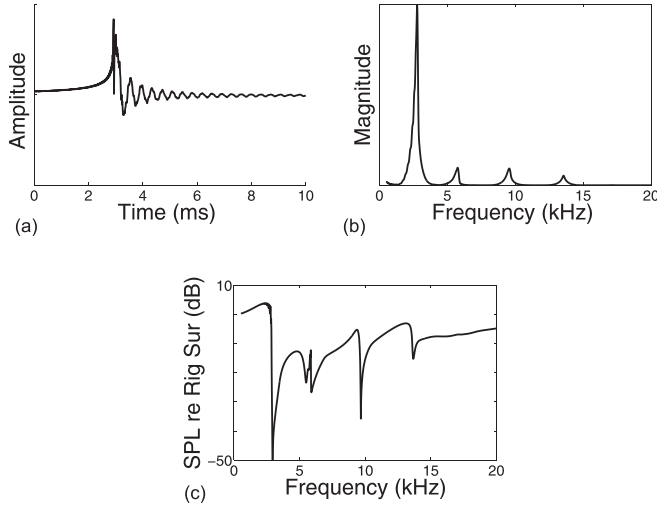 Amplitude
0 2 4 6 8 10
Time (ms)
(a)
Magnitude
0 5 10 15 20
Frequency (kHz)
(b)
SPL re Rig Sur (dB)
10
−50
0 5 10 15 20
Frequency (kHz)
(c)